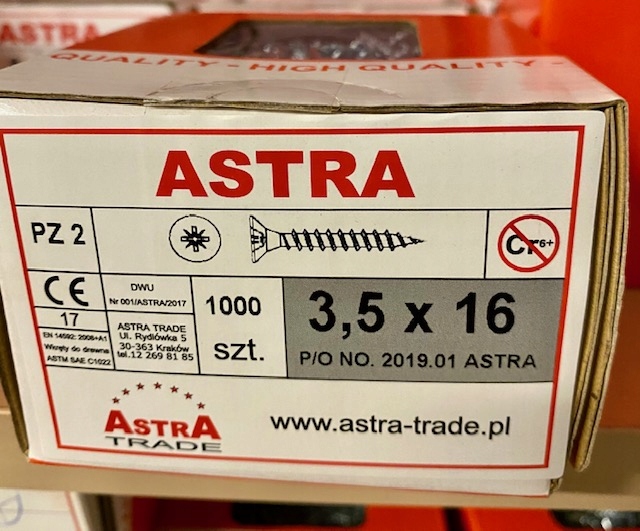 ASTRA
QUALITY - HIGH QUALITY -
ASTRA
PZ 2
Cr6+
CE
17
EN 14592: 2008+A1
Wkręty do drewna
ASTM SAE C1022
DWU
Nr 001/ASTRA/2017
ASTRA TRADE
Ul. Rydlówka 5
30-363 Kraków
tel.12 269 81 85
1000
szt.
3,5 x 16
P/O NO. 2019.01 ASTRA
ASTRA
TRADE
www.astra-trade.pl